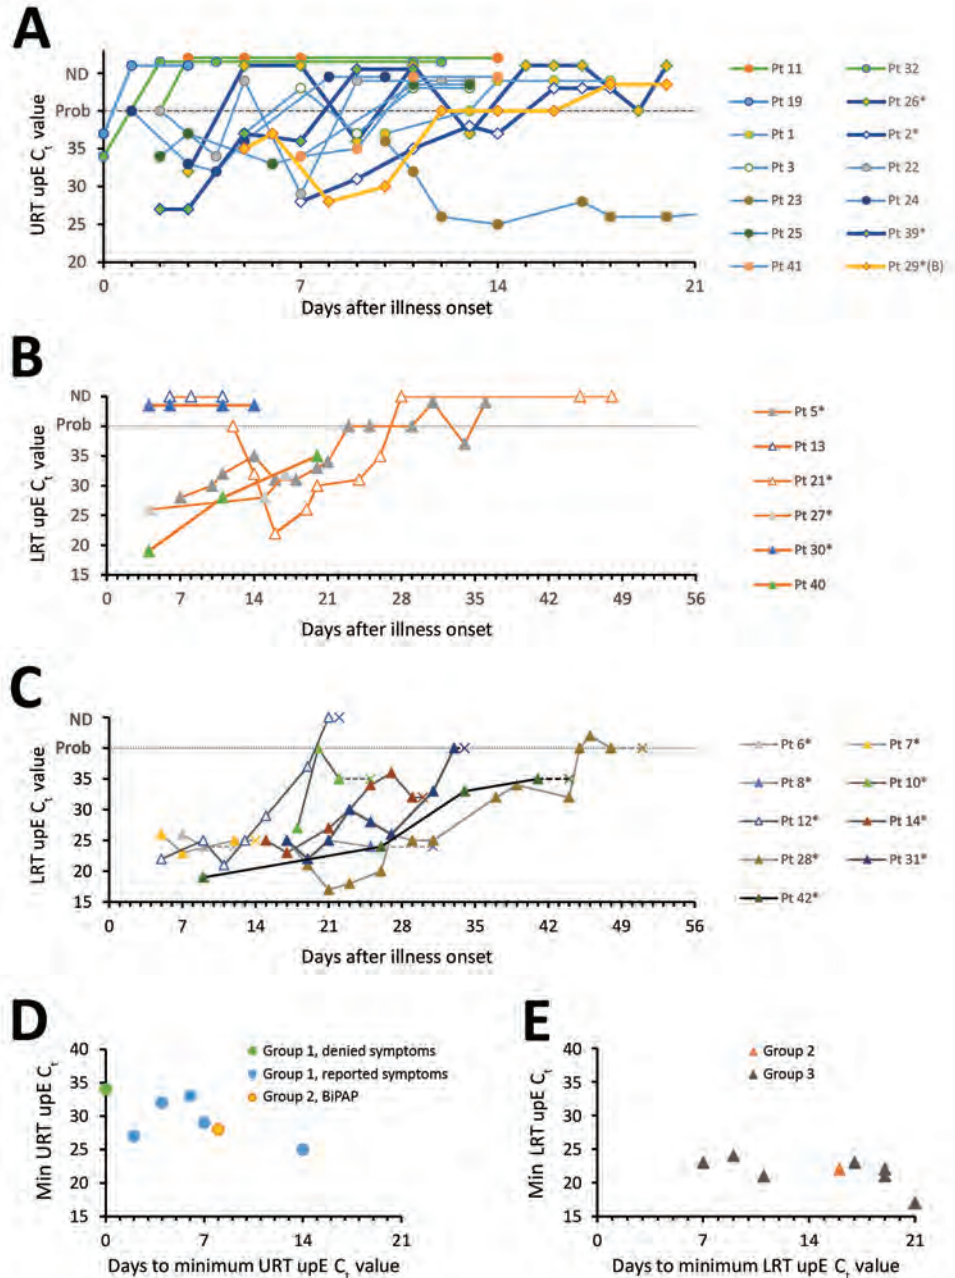 A
URT upE Ct value
ND
Prob
35
30
25
20
0
7
14
21
Days after illness onset
Pt 11
Pt 32
Pt 19
Pt 26*
Pt 1
Pt 2*
Pt 3
Pt 22
Pt 23
Pt 24
Pt 25
Pt 39*
Pt 41
Pt 29*(B)
B
LRT upE Ct value
ND
Prob
35
30
25
20
15
0
7
14
21
28
35
42
49
56
Days after illness onset
Pt 5*
Pt 13
Pt 21*
Pt 27*
Pt 30*
Pt 40
C
LRT upE Ct value
ND
Prob
35
30
25
20
15
0
7
14
21
28
35
42
49
56
Days after illness onset
Pt 6*
Pt 7*
Pt 8*
Pt 10*
Pt 12*
Pt 14*
Pt 28*
Pt 31*
Pt 42*
D
Min URT upE Ct
40
35
30
25
20
15
0
7
14
21
Days to minimum URT upE Ct value
Group 1, denied symptoms
Group 1, reported symptoms
Group 2, BiPAP
E
Min LRT upE Ct
40
35
30
25
20
15
0
7
14
21
Days to minimum LRT upE Ct value
Group 2
Group 3